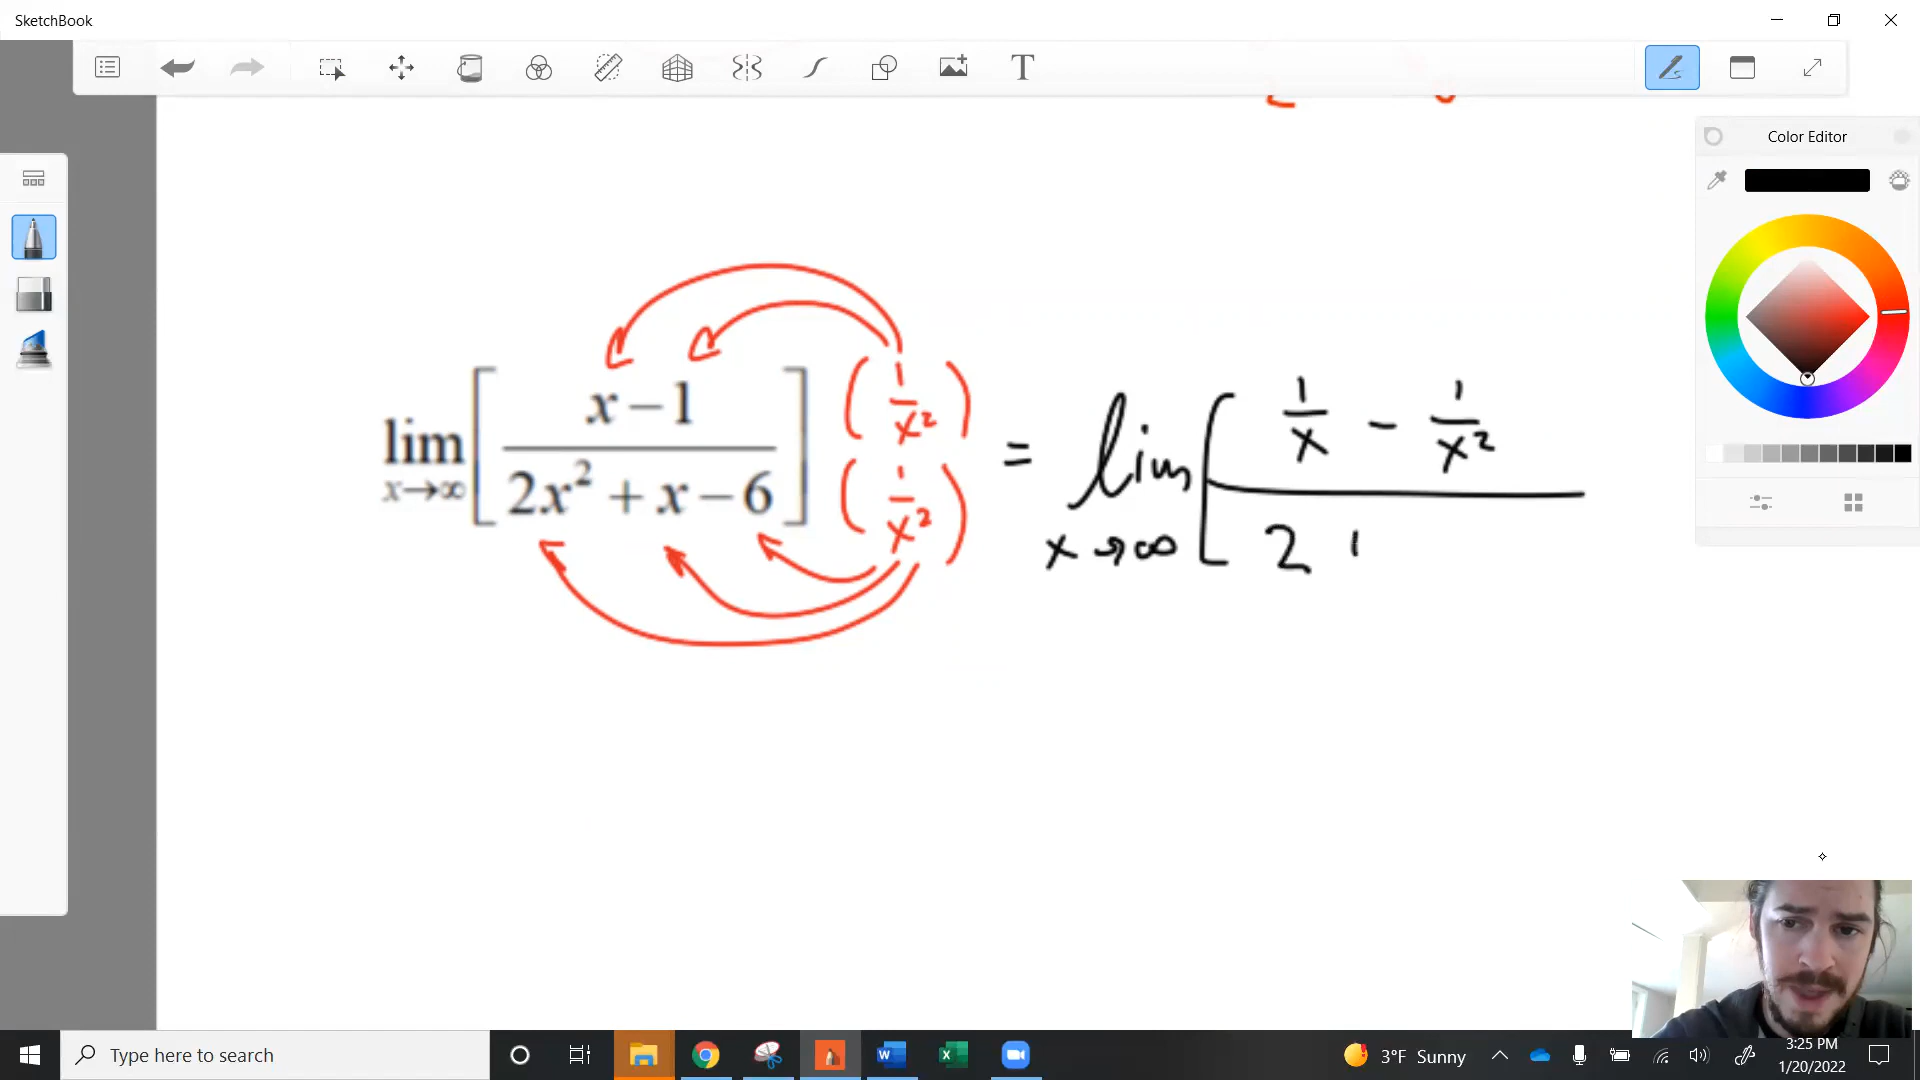 SketchBook
Color Editor
lim x→∞ [ (x − 1) / (2x² + x − 6) ] (1/x²) (1/x²) = lim x→∞ [ 1/x − 1/x²
2 ı
Type here to search
3°F Sunny
3:25 PM
1/20/2022